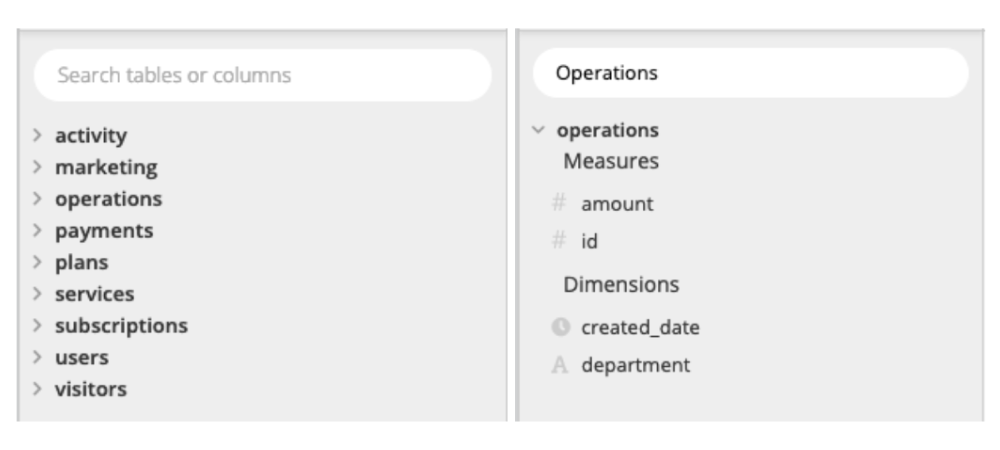 Search tables or columns
activity
marketing
operations
payments
plans
services
subscriptions
users
visitors
Operations
operations
Measures
# amount
# id
Dimensions
created_date
A department